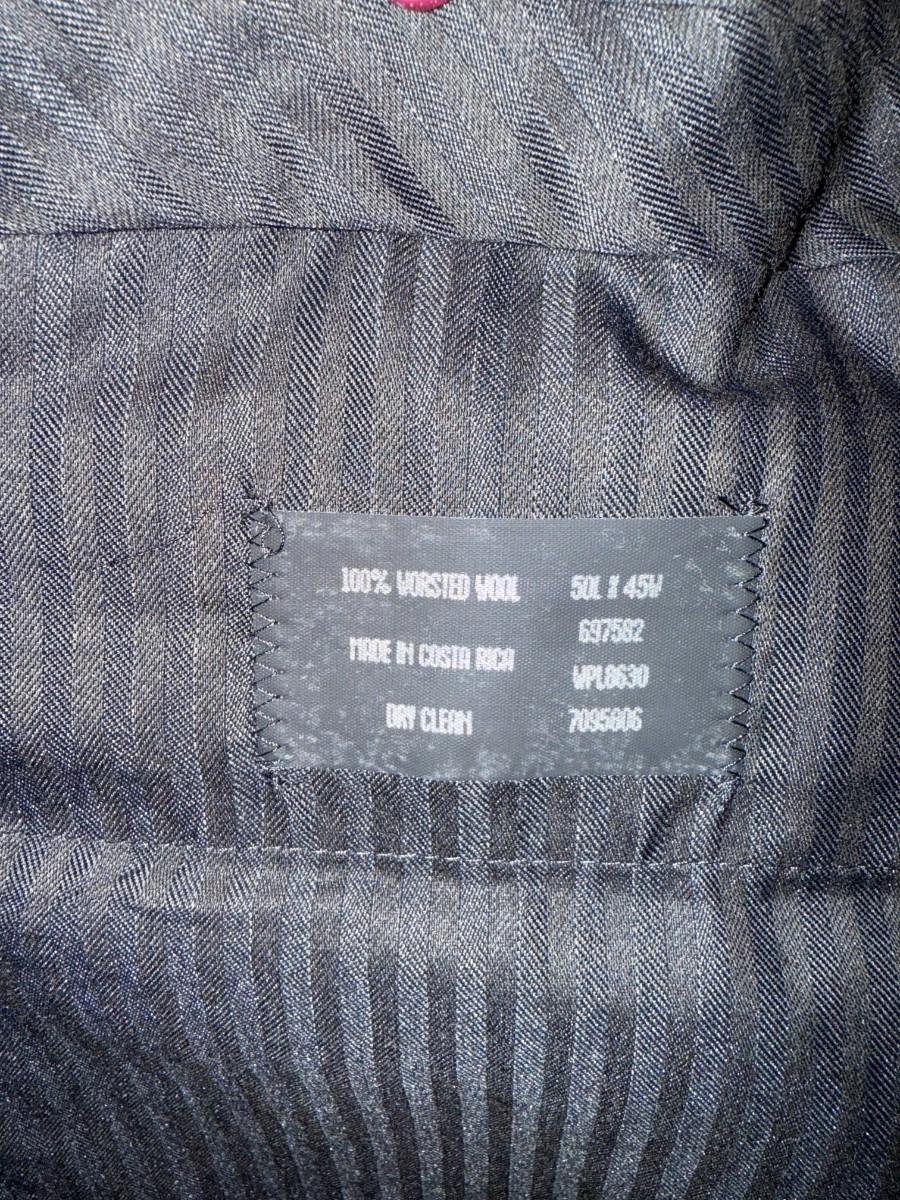 100% WORSTED WOOL
MADE IN COSTA RICA
DRY CLEAN
50L X 45W
697582
WPL8630
7095806